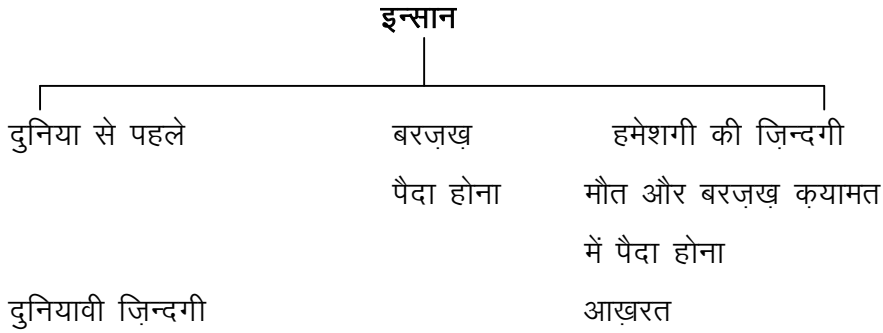 इन्सान
दुनिया से पहले बरज़ख़ हमेशगी की ज़िन्दगी
पैदा होना मौत और बरज़ख़ क़यामत
में पैदा होना
दुनियावी ज़िन्दगी आख़रत